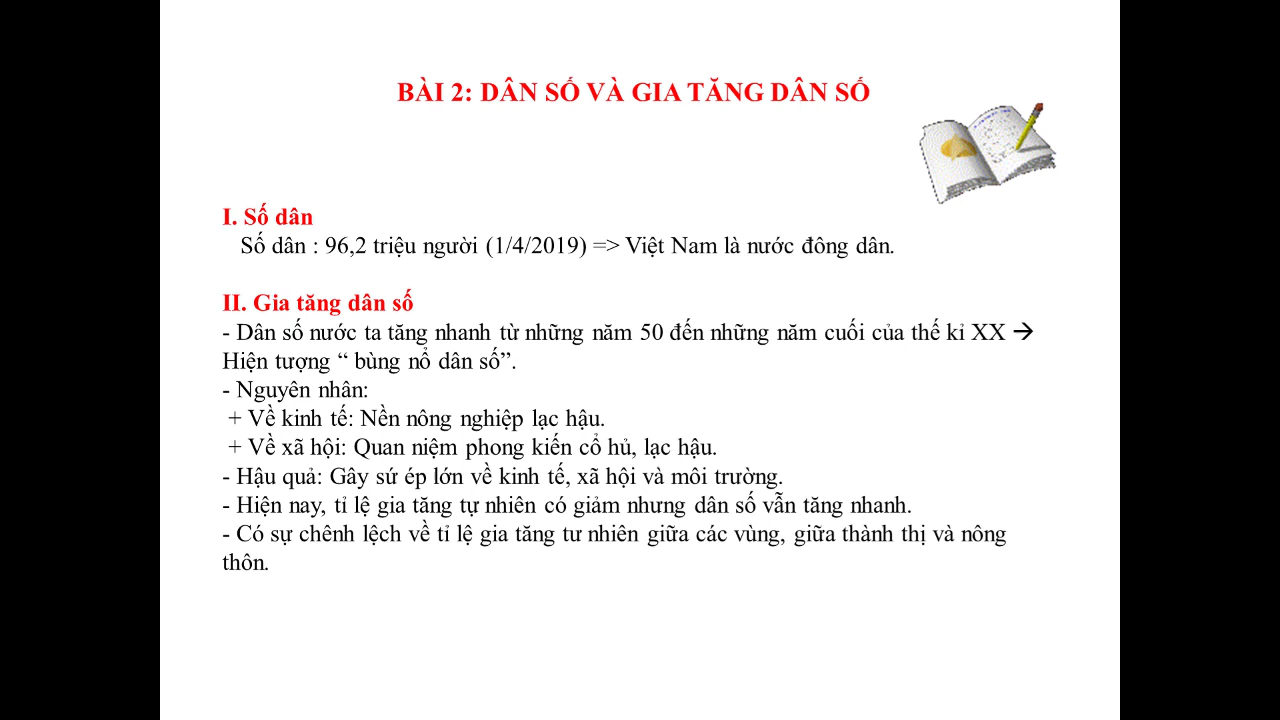 BÀI 2: DÂN SỐ VÀ GIA TĂNG DÂN SỐ
I. Số dân
Số dân : 96,2 triệu người (1/4/2019) => Việt Nam là nước đông dân.
II. Gia tăng dân số
- Dân số nước ta tăng nhanh từ những năm 50 đến những năm cuối của thế kỉ XX →
Hiện tượng “ bùng nổ dân số”.
- Nguyên nhân:
+ Về kinh tế: Nền nông nghiệp lạc hậu.
+ Về xã hội: Quan niệm phong kiến cổ hủ, lạc hậu.
- Hậu quả: Gây sứ ép lớn về kinh tế, xã hội và môi trường.
- Hiện nay, tỉ lệ gia tăng tự nhiên có giảm nhưng dân số vẫn tăng nhanh.
- Có sự chênh lệch về tỉ lệ gia tăng tư nhiên giữa các vùng, giữa thành thị và nông
thôn.